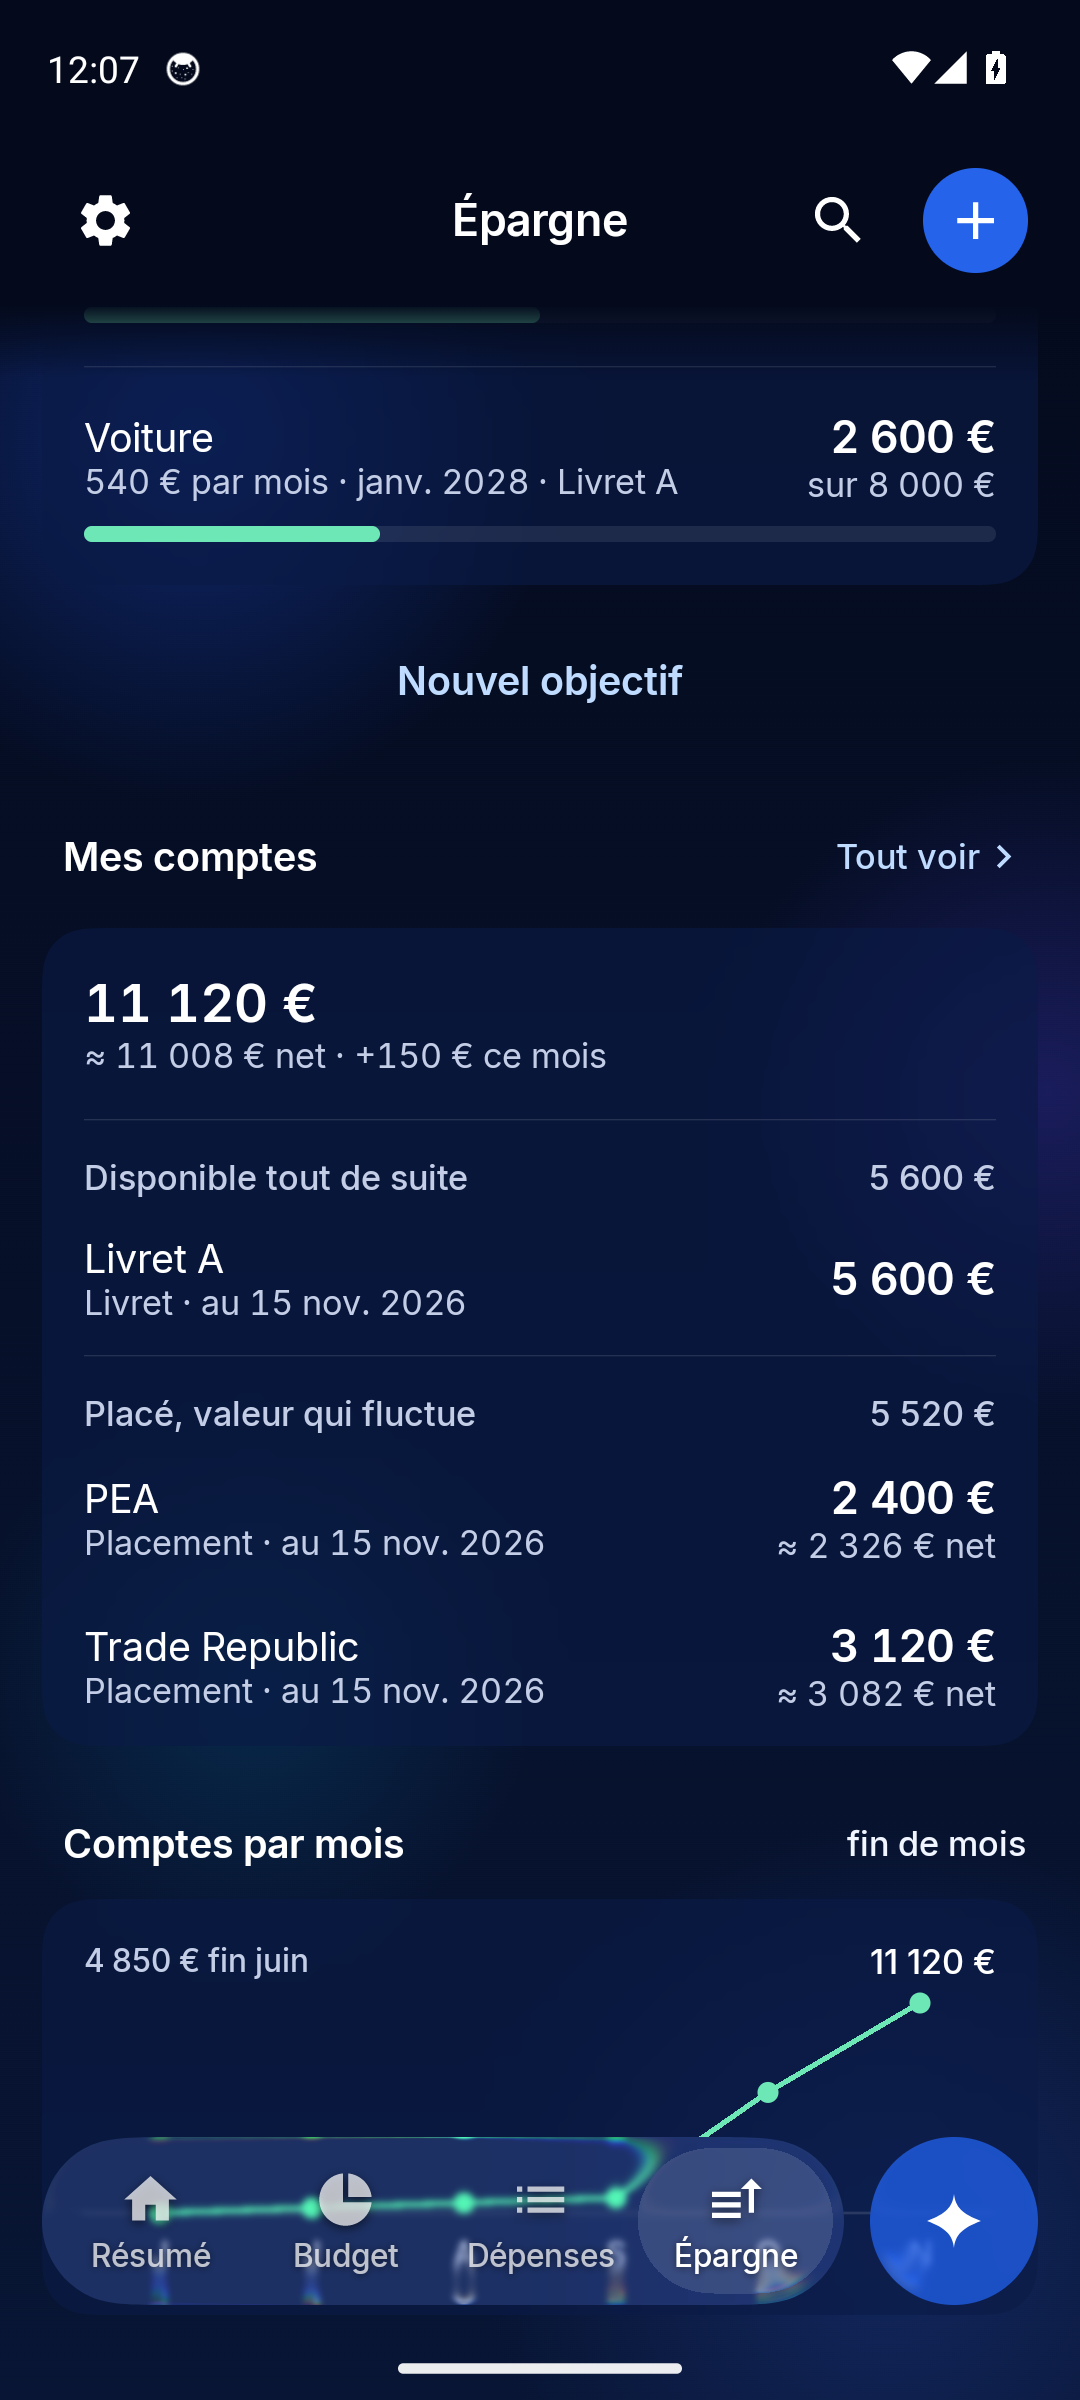 12:07
Épargne
Voiture
2 600 €
540 € par mois · janv. 2028 · Livret A
sur 8 000 €
Nouvel objectif
Mes comptes
Tout voir
11 120 €
≈ 11 008 € net · +150 € ce mois
Disponible tout de suite
5 600 €
Livret A
5 600 €
Livret · au 15 nov. 2026
Placé, valeur qui fluctue
5 520 €
PEA
2 400 €
Placement · au 15 nov. 2026
≈ 2 326 € net
Trade Republic
3 120 €
Placement · au 15 nov. 2026
≈ 3 082 € net
Comptes par mois
fin de mois
4 850 € fin juin
11 120 €
Résumé
Budget
Dépenses
Épargne